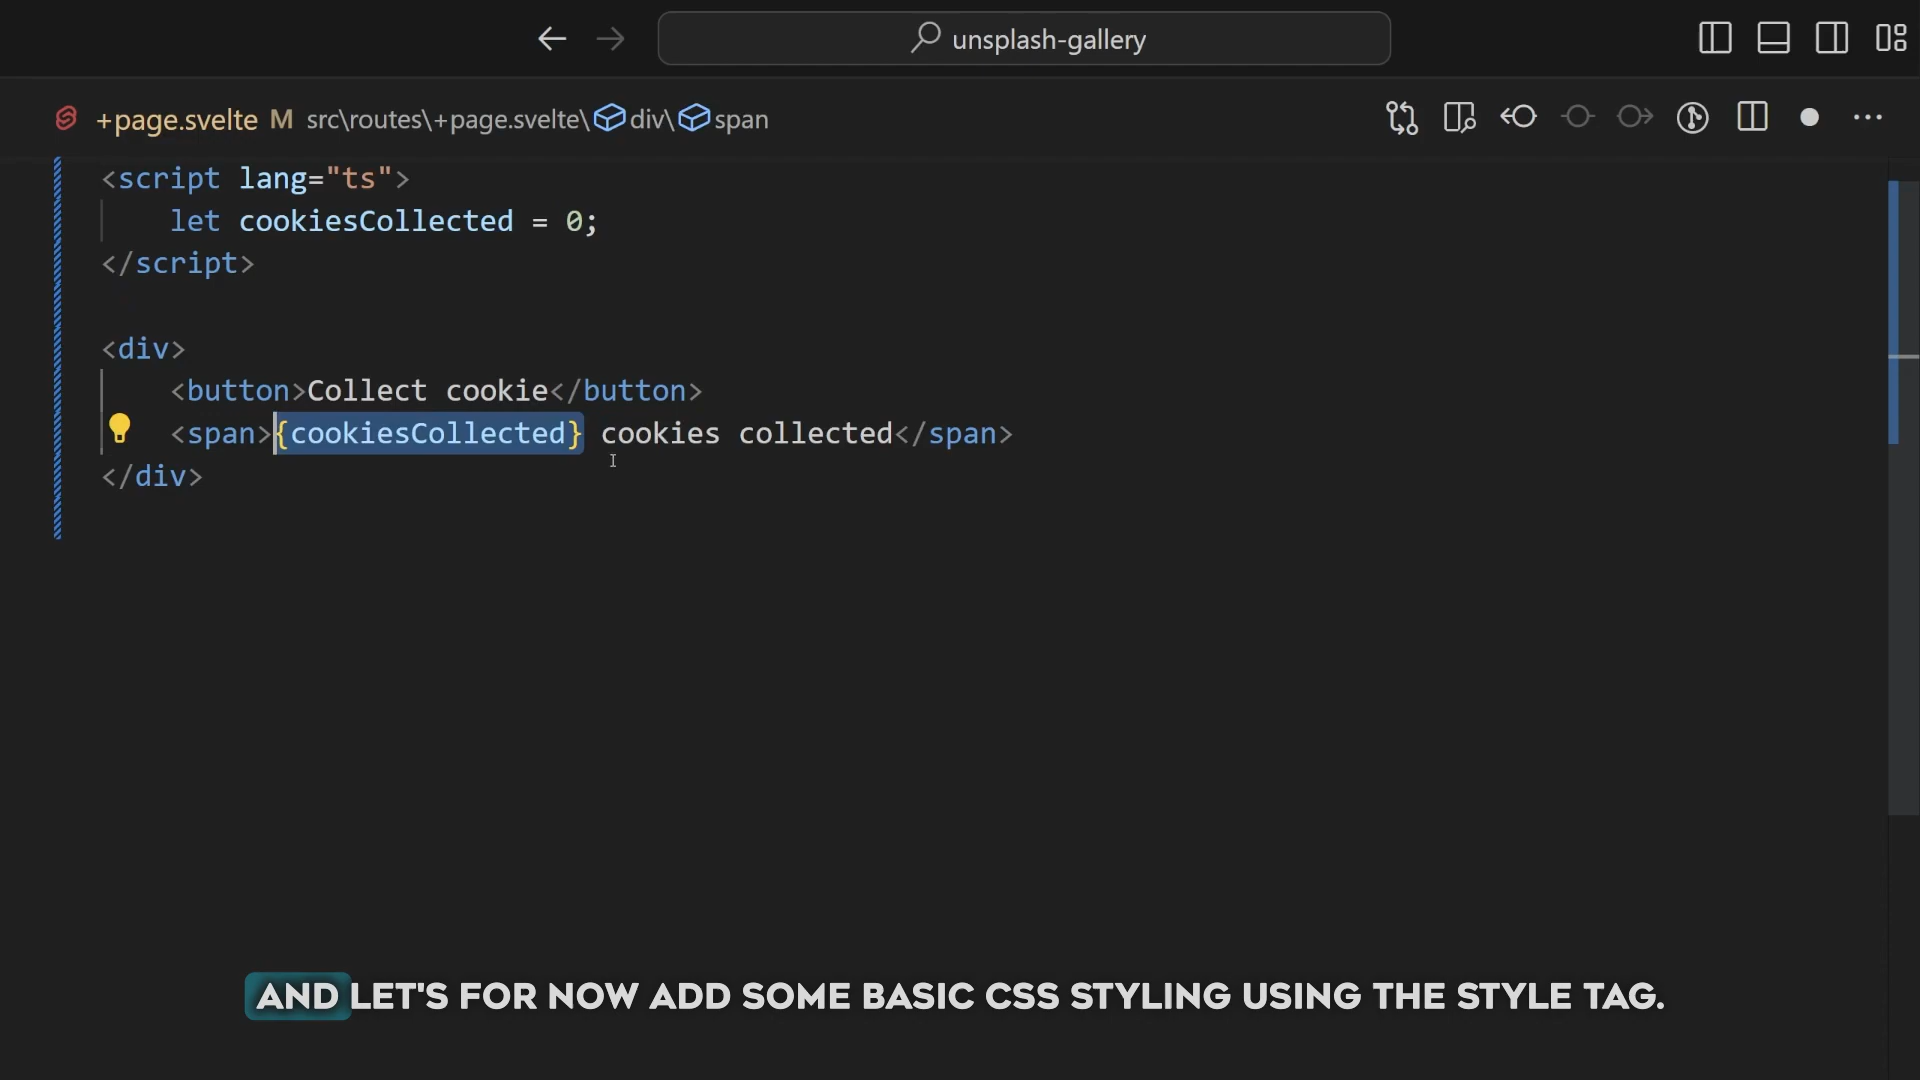 unsplash-gallery
+page.svelte M src\routes\+page.svelte\div\span
<script lang="ts">
    let cookiesCollected = 0;
</script>
<div>
    <button>Collect cookie</button>
    <span>{cookiesCollected} cookies collected</span>
</div>
AND LET'S FOR NOW ADD SOME BASIC CSS STYLING USING THE STYLE TAG.